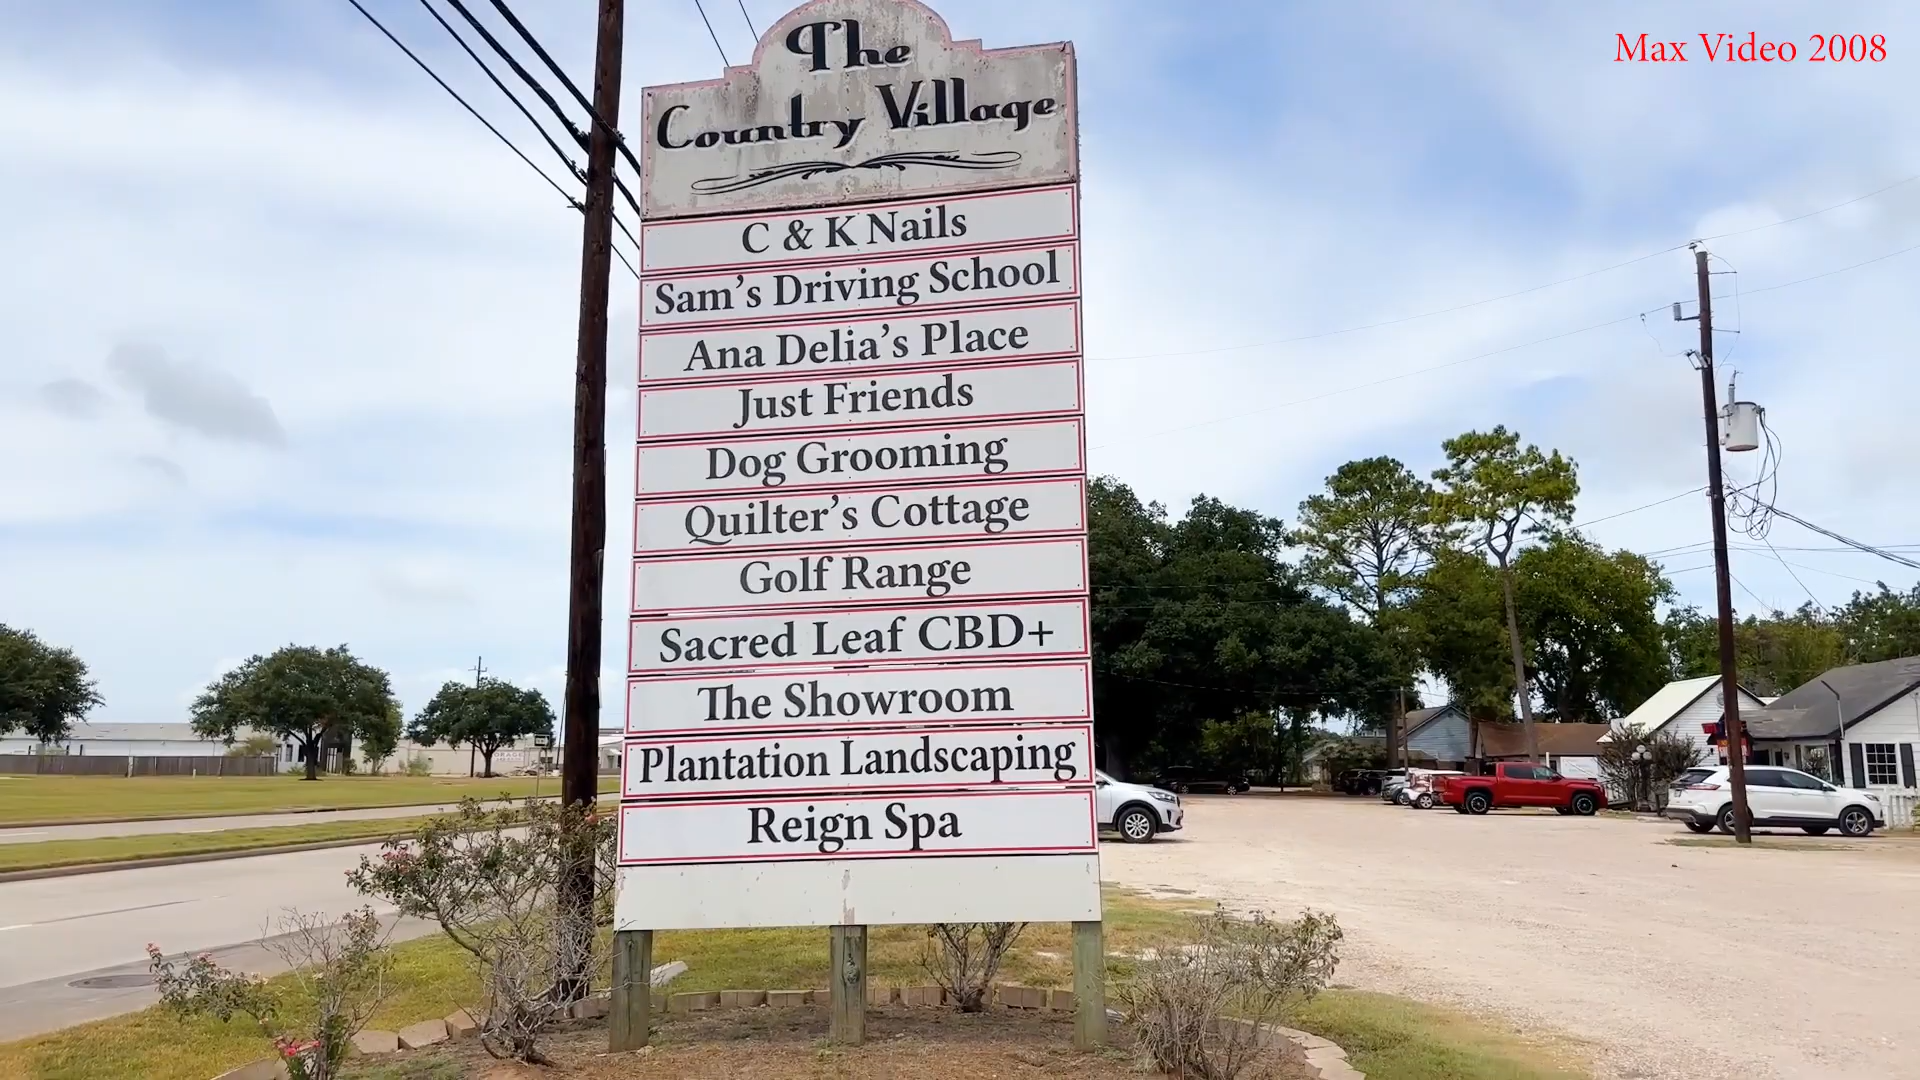 Max Video 2008
The
Country Village
C & K Nails
Sam's Driving School
Ana Delia's Place
Just Friends
Dog Grooming
Quilter's Cottage
Golf Range
Sacred Leaf CBD+
The Showroom
Plantation Landscaping
Reign Spa